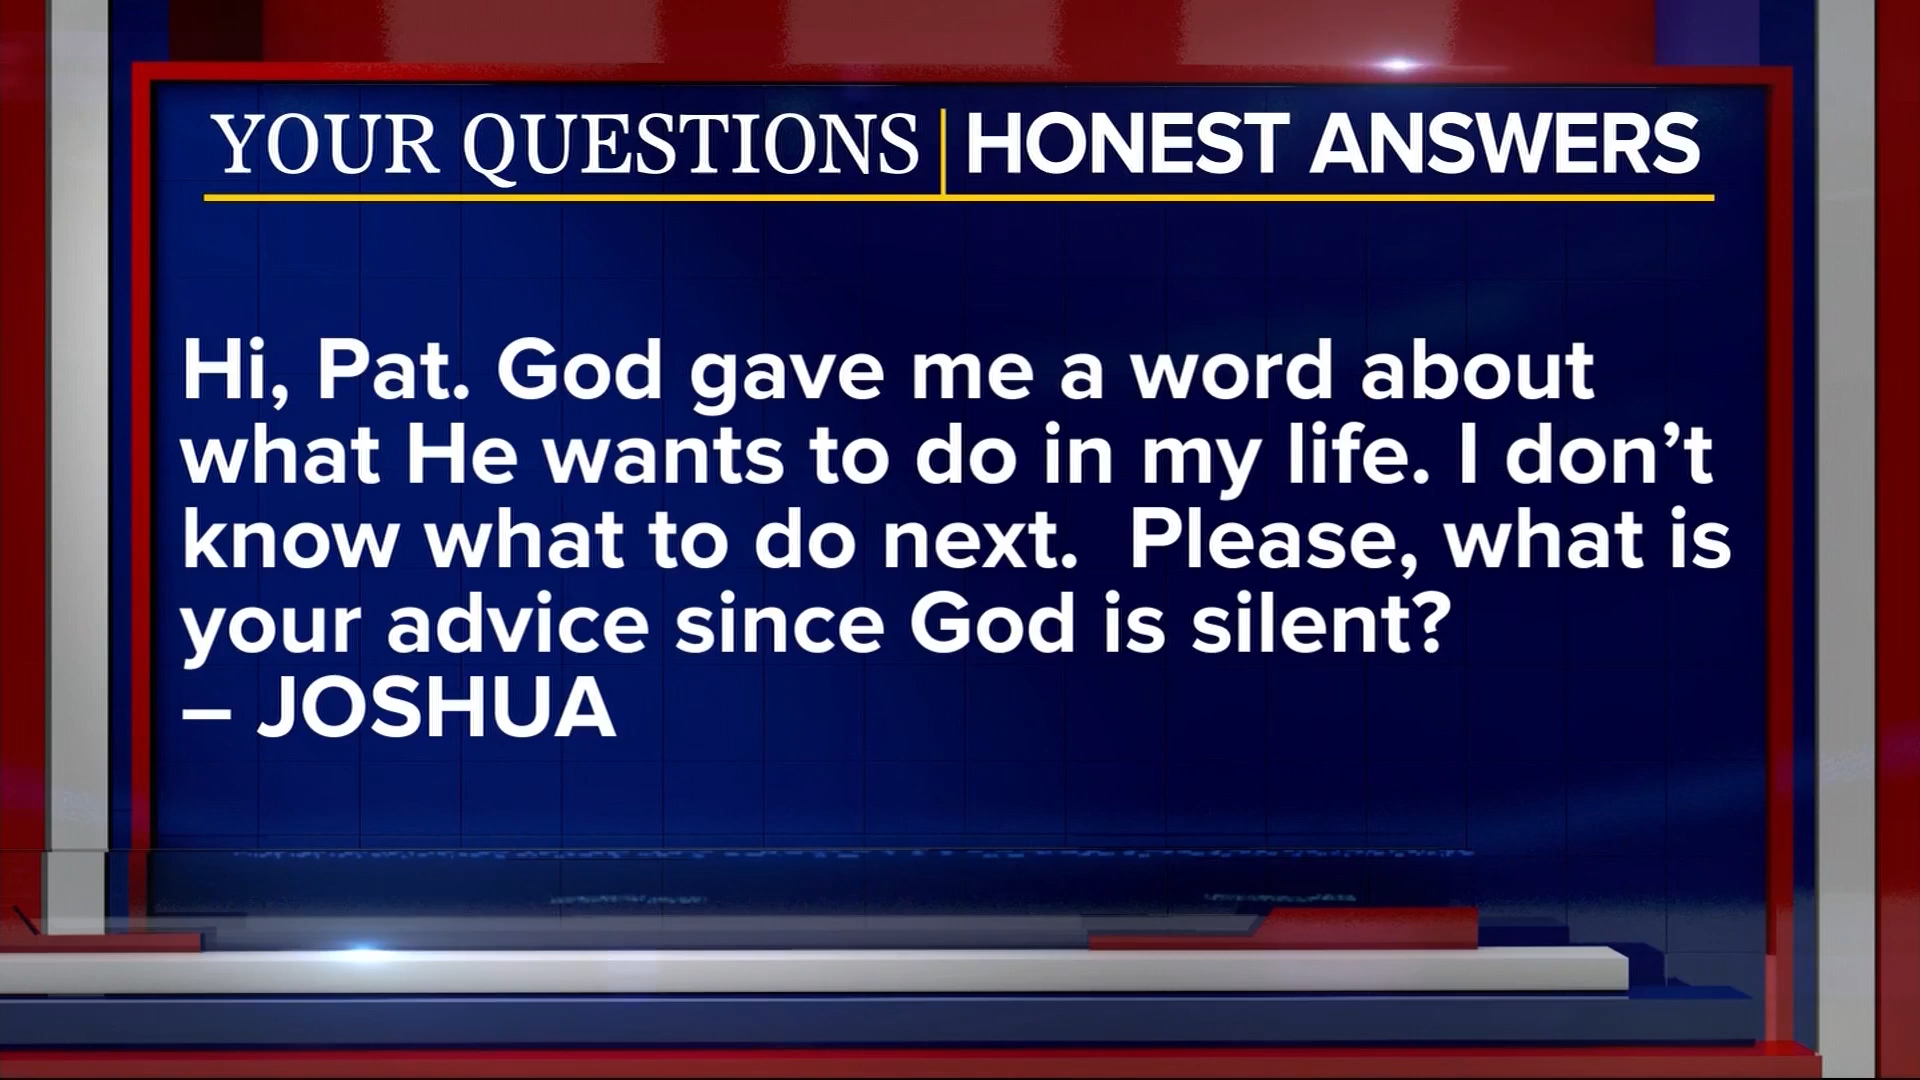 YOUR QUESTIONS | HONEST ANSWERS
Hi, Pat. God gave me a word about
what He wants to do in my life. I don’t
know what to do next.  Please, what is
your advice since God is silent?
– JOSHUA